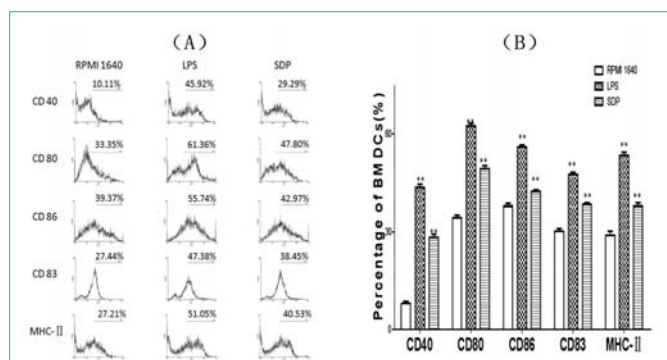 (A)
RPMI 1640 LPS SDP
CD 40 10.11% 45.92% 29.29%
CD 80 33.35% 61.36% 47.80%
CD 86 39.37% 55.74% 42.97%
CD 83 27.44% 47.38% 38.45%
MHC-II 27.21% 51.05% 40.53%
(B)
RPMI 1640
LPS
SDP
Percentage of BMDCs(%)
60
30
0
** ** ** ** ** ** ** **
CD40 CD80 CD86 CD83 MHC-II